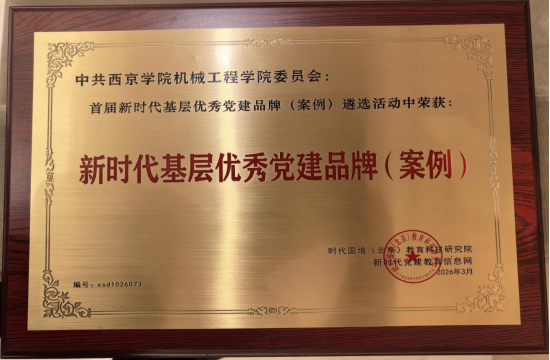 中共西京学院机械工程学院委员会：
首届新时代基层优秀党建品牌（案例）遴选活动中荣获：
新时代基层优秀党建品牌（案例）
时代国培（北京）教育科技研究院
新时代党建教育信息网
2026年3月
编号：xsd1026073